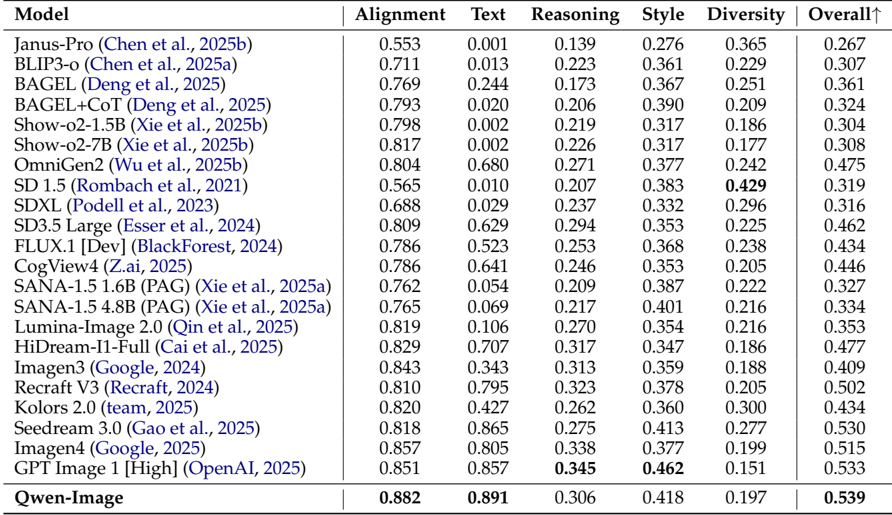 Model Alignment Text Reasoning Style Diversity Overall↑
Janus-Pro (Chen et al., 2025b) 0.553 0.001 0.139 0.276 0.365 0.267
BLIP3-o (Chen et al., 2025a) 0.711 0.013 0.223 0.361 0.229 0.307
BAGEL (Deng et al., 2025) 0.769 0.244 0.173 0.367 0.251 0.361
BAGEL+CoT (Deng et al., 2025) 0.793 0.020 0.206 0.390 0.209 0.324
Show-o2-1.5B (Xie et al., 2025b) 0.798 0.002 0.219 0.317 0.186 0.304
Show-o2-7B (Xie et al., 2025b) 0.817 0.002 0.226 0.317 0.177 0.308
OmniGen2 (Wu et al., 2025b) 0.804 0.680 0.271 0.377 0.242 0.475
SD 1.5 (Rombach et al., 2021) 0.565 0.010 0.207 0.383 0.429 0.319
SDXL (Podell et al., 2023) 0.688 0.029 0.237 0.332 0.296 0.316
SD3.5 Large (Esser et al., 2024) 0.809 0.629 0.294 0.353 0.225 0.462
FLUX.1 [Dev] (BlackForest, 2024) 0.786 0.523 0.253 0.368 0.238 0.434
CogView4 (Z.ai, 2025) 0.786 0.641 0.246 0.353 0.205 0.446
SANA-1.5 1.6B (PAG) (Xie et al., 2025a) 0.762 0.054 0.209 0.387 0.222 0.327
SANA-1.5 4.8B (PAG) (Xie et al., 2025a) 0.765 0.069 0.217 0.401 0.216 0.334
Lumina-Image 2.0 (Qin et al., 2025) 0.819 0.106 0.270 0.354 0.216 0.353
HiDream-I1-Full (Cai et al., 2025) 0.829 0.707 0.317 0.347 0.186 0.477
Imagen3 (Google, 2024) 0.843 0.343 0.313 0.359 0.188 0.409
Recraft V3 (Recraft, 2024) 0.810 0.795 0.323 0.378 0.205 0.502
Kolors 2.0 (team, 2025) 0.820 0.427 0.262 0.360 0.300 0.434
Seedream 3.0 (Gao et al., 2025) 0.818 0.865 0.275 0.413 0.277 0.530
Imagen4 (Google, 2025) 0.857 0.805 0.338 0.377 0.199 0.515
GPT Image 1 [High] (OpenAI, 2025) 0.851 0.857 0.345 0.462 0.151 0.533
Qwen-Image 0.882 0.891 0.306 0.418 0.197 0.539